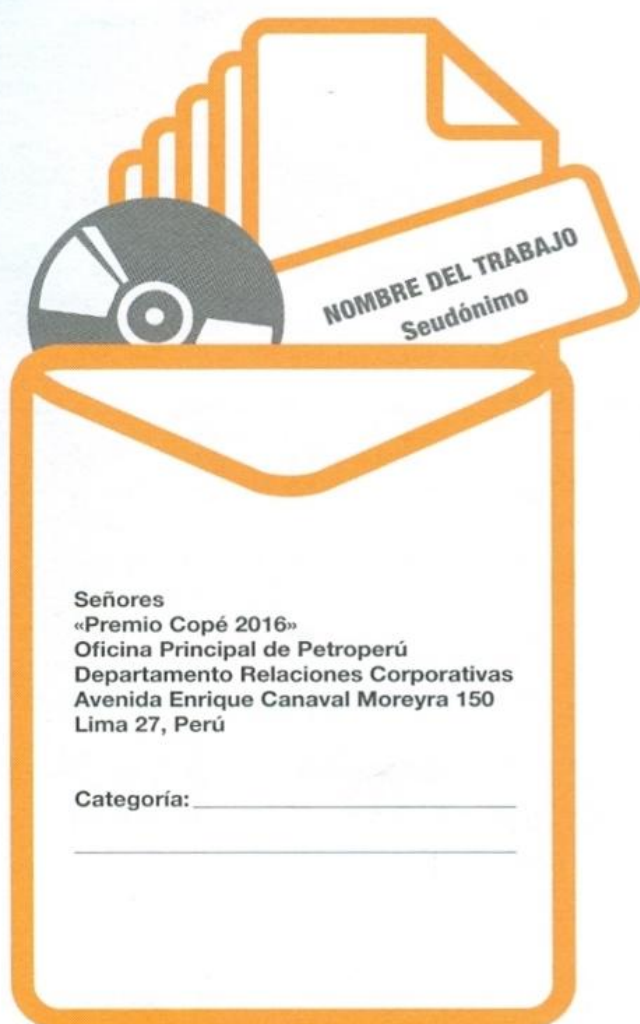 NOMBRE DEL TRABAJO
Seudónimo
Señores
«Premio Copé 2016»
Oficina Principal de Petroperú
Departamento Relaciones Corporativas
Avenida Enrique Canaval Moreyra 150
Lima 27, Perú
Categoría: